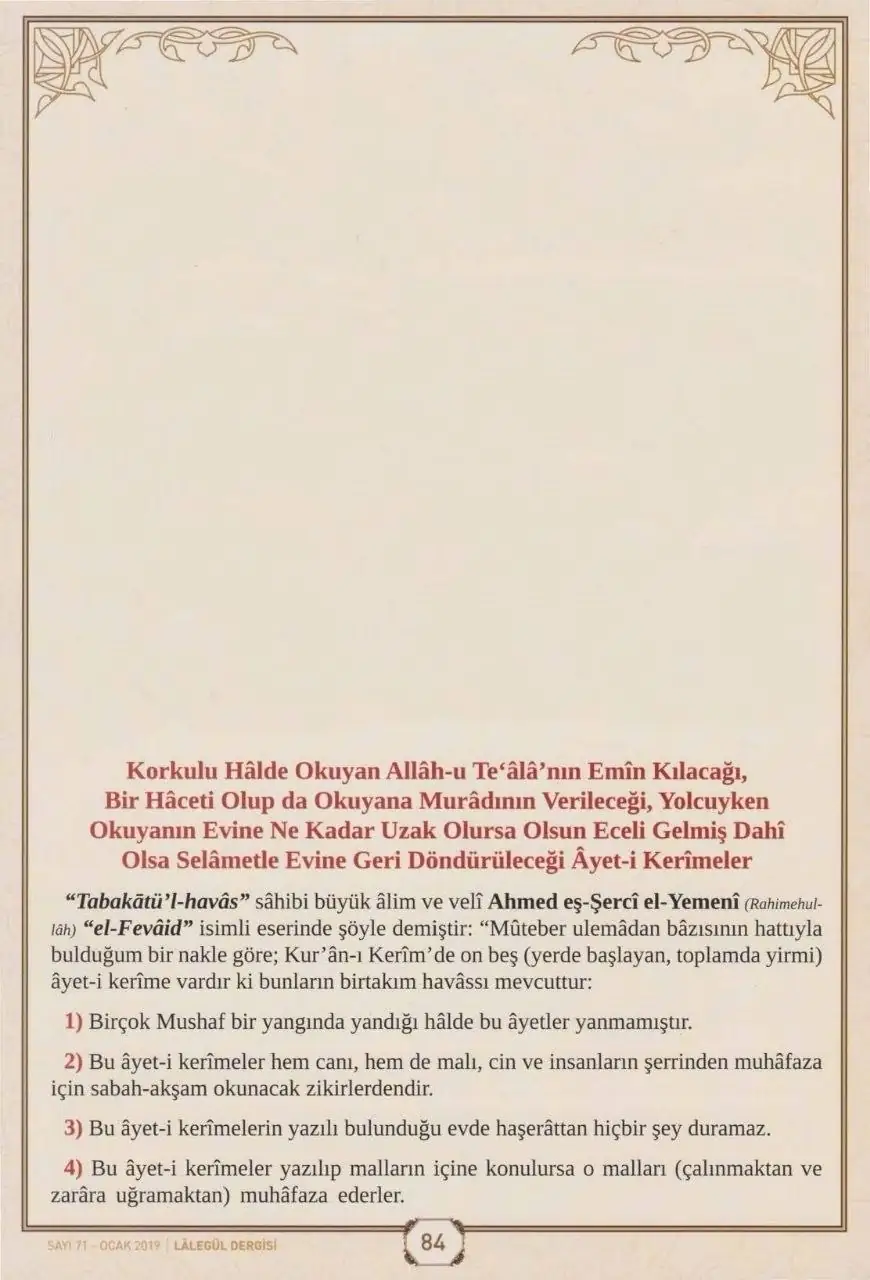 Korkulu Hâlde Okuyan Allâh-u Te‘âlâ’nın Emîn Kılacağı,
Bir Hâceti Olup da Okuyana Murâdının Verileceği, Yolcuyken
Okuyanın Evine Ne Kadar Uzak Olursa Olsun Eceli Gelmiş Dahî
Olsa Selâmetle Evine Geri Döndürüleceği Âyet-i Kerîmeler
“Tabakātü’l-havâs” sâhibi büyük âlim ve velî Ahmed eş-Şercî el-Yemenî (Rahimehul-
lâh) “el-Fevâid” isimli eserinde şöyle demiştir: “Mûteber ulemâdan bâzısının hattıyla
bulduğum bir nakle göre; Kur’ân-ı Kerîm’de on beş (yerde başlayan, toplamda yirmi)
âyet-i kerîme vardır ki bunların birtakım havâssı mevcuttur:
1) Birçok Mushaf bir yangında yandığı hâlde bu âyetler yanmamıştır.
2) Bu âyet-i kerîmeler hem canı, hem de malı, cin ve insanların şerrinden muhâfaza
için sabah-akşam okunacak zikirlerdendir.
3) Bu âyet-i kerîmelerin yazılı bulunduğu evde haşerâttan hiçbir şey duramaz.
4) Bu âyet-i kerîmeler yazılıp malların içine konulursa o malları (çalınmaktan ve
zarâra uğramaktan) muhâfaza ederler.
SAYI 71 - OCAK 2019 | LÂLEGÜL DERGİSİ
84